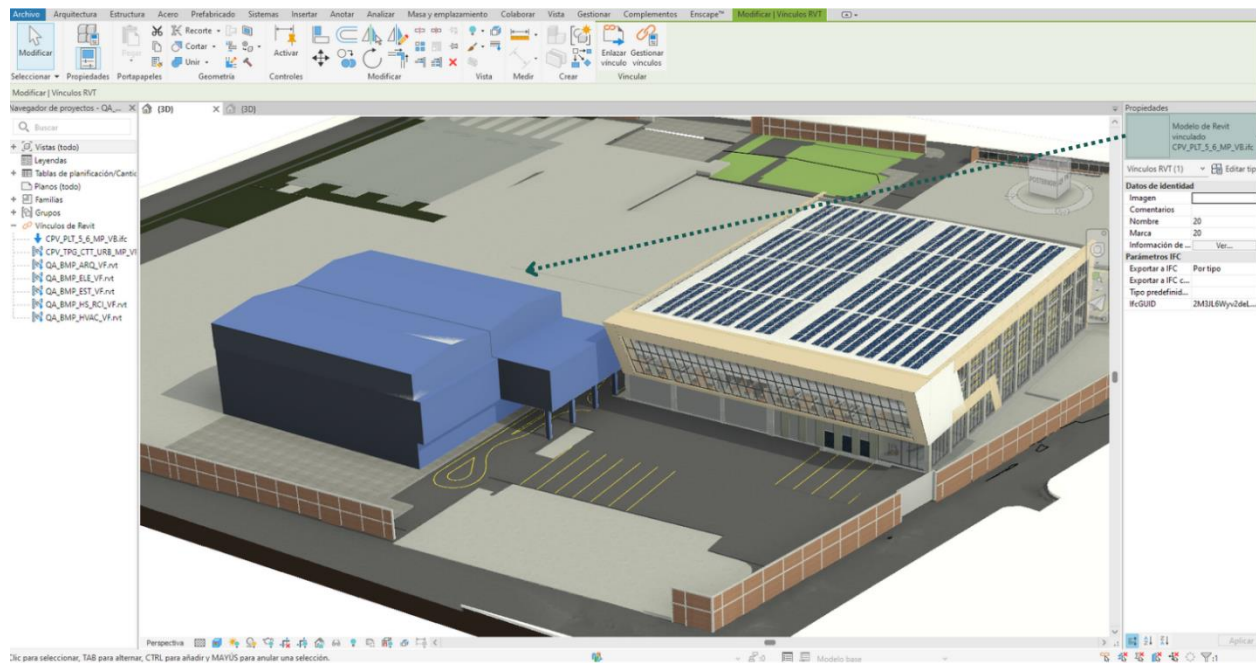 Archivo Arquitectura Estructura Acero Prefabricado Sistemas Insertar Anotar Analizar Masa y emplazamiento Colaborar Vista Gestionar Complementos Enscape™ Modificar | Vínculos RVT
Modificar Pegar Recorte Cortar Unir Activar Enlazar vínculo Gestionar vínculos
Seleccionar Propiedades Portapapeles Geometría Controles Modificar Vista Medir Crear Vincular
Modificar | Vínculos RVT
Navegador de proyectos - QA_... X
{3D} X {3D}
Buscar
Vistas (todo)
Leyendas
Tablas de planificación/Cantic
Planos (todo)
Familias
Grupos
Vínculos de Revit
CPV_PLT_5_6_MP_VB.ifc
CPV_TPG_CTT_URB_MP_VI
QA_BMP_ARQ_VF.rvt
QA_BMP_ELE_VF.rvt
QA_BMP_EST_VF.rvt
QA_BMP_HS_RCI_VF.rvt
QA_BMP_HVAC_VF.rvt
Propiedades
Modelo de Revit
vinculado
CPV_PLT_5_6_MP_VB.ifc
Vínculos RVT (1) Editar tip
Datos de identidad
Imagen
Comentarios
Nombre 20
Marca 20
Información de ... Ver...
Parámetros IFC
Exportar a IFC Por tipo
Exportar a IFC c...
Tipo predefinid...
IfcGUID 2M3JL6Wyv2deL...
Aplicar
Perspectiva
Clic para seleccionar, TAB para alternar, CTRL para añadir y MAYÚS para anular una selección.
:0 Modelo base :1